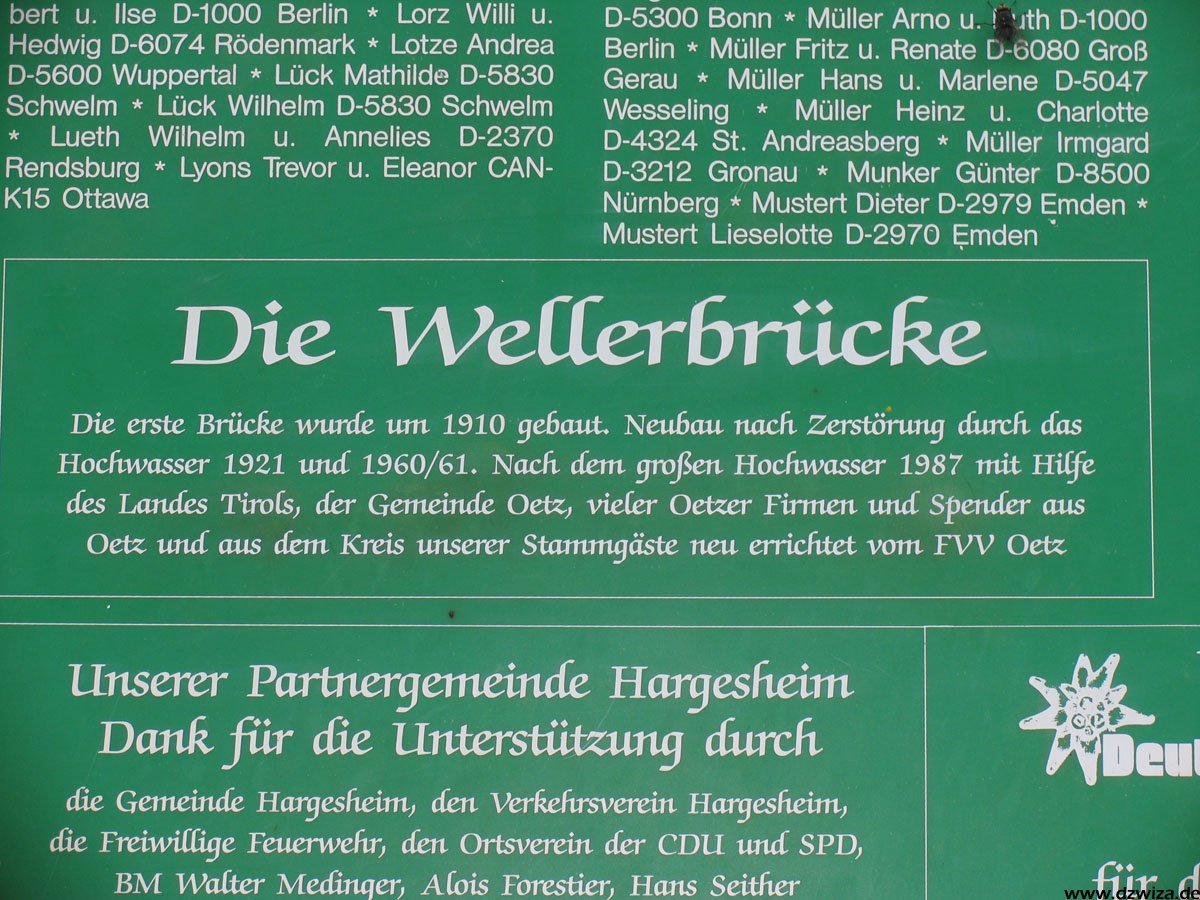 bert u. Ilse D-1000 Berlin * Lorz Willi u.
Hedwig D-6074 Rödenmark * Lotze Andrea
D-5600 Wuppertal * Lück Mathilde D-5830
Schwelm * Lück Wilhelm D-5830 Schwelm
* Lueth Wilhelm u. Annelies D-2370
Rendsburg * Lyons Trevor u. Eleanor CAN-
K15 Ottawa
D-5300 Bonn * Müller Arno u. D-1000
Berlin * Müller Fritz u. Renate D-6080 Groß
Gerau * Müller Hans u. Marlene D-5047
Wesseling * Müller Heinz u. Charlotte
D-4324 St. Andreasberg * Müller Irmgard
D-3212 Gronau * Munker Günter D-8500
Nürnberg * Mustert Dieter D-2979 Emden *
Mustert Lieselotte D-2970 Emden
Die Wellerbrücke
Die erste Brücke wurde um 1910 gebaut. Neubau nach Zerstörung durch das
Hochwasser 1921 und 1960/61. Nach dem großen Hochwasser 1987 mit Hilfe
des Landes Tirols, der Gemeinde Oetz, vieler Oetzer Firmen und Spender aus
Oetz und aus dem Kreis unserer Stammgäste neu errichtet vom FVV Oetz
Unserer Partnergemeinde Hargesheim
Dank für die Unterstützung durch
die Gemeinde Hargesheim, den Verkehrsverein Hargesheim,
die Freiwillige Feuerwehr, den Ortsverein der CDU und SPD,
BM Walter Medinger, Alois Forestier, Hans Seither
Deut
für d
www.dzwiza.de